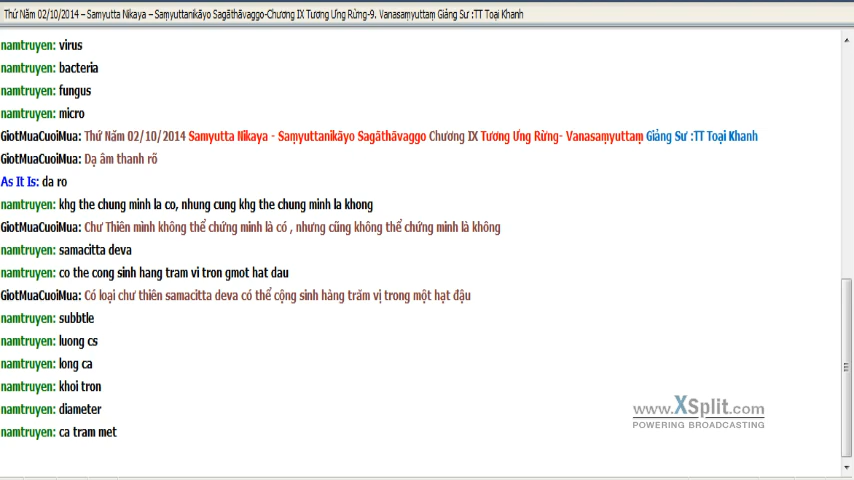 Thứ Năm 02/10/2014 – Samyutta Nikaya – Saṃyuttanikāyo Sagāthāvaggo-Chương IX Tương Ưng Rừng-9. Vanasaṃyuttaṃ Giảng Sư :TT Toại Khanh
namtruyen: virus
namtruyen: bacteria
namtruyen: fungus
namtruyen: micro
GiotMuaCuoiMua: Thứ Năm 02/10/2014 Samyutta Nikaya - Saṃyuttanikāyo Sagāthāvaggo Chương IX Tương Ưng Rừng- Vanasaṃyuttaṃ Giảng Sư :TT Toại Khanh
GiotMuaCuoiMua: Dạ âm thanh rõ
As It Is: da ro
namtruyen: khg the chung minh la co, nhung cung khg the chung minh la khong
GiotMuaCuoiMua: Chư Thiên mình không thể chứng minh là có , nhưng cũng không thể chứng minh là không
namtruyen: samacitta deva
namtruyen: co the cong sinh hang tram vi tron gmot hat dau
GiotMuaCuoiMua: Có loại chư thiên samacitta deva có thể cộng sinh hàng trăm vị trong một hạt đậu
namtruyen: subbtle
namtruyen: luong cs
namtruyen: long ca
namtruyen: khoi tron
namtruyen: diameter
namtruyen: ca tram met
www.XSplit.com
POWERING BROADCASTING